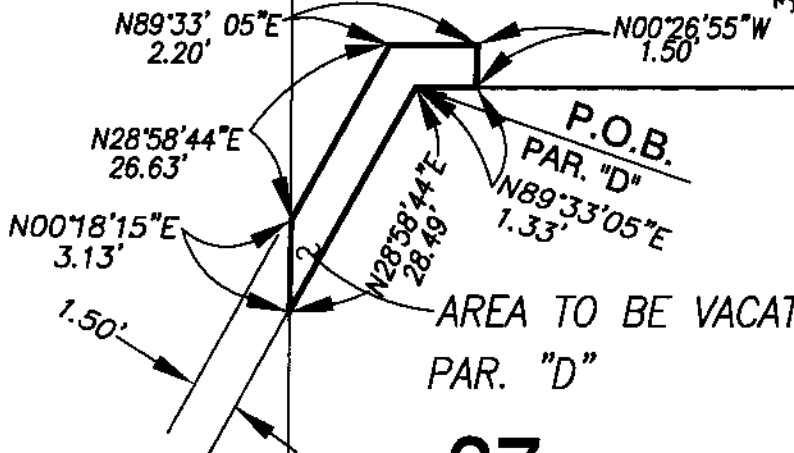 N89°33' 05"E
2.20'
N00°26'55"W
1.50'
N28°58'44"E
26.63'
P.O.B.
PAR. "D"
N89°33'05"E
1.33'
N28°58'44"E
28.49'
N00°18'15"E
3.13'
2
1.50'
AREA TO BE VACAT
PAR. "D"